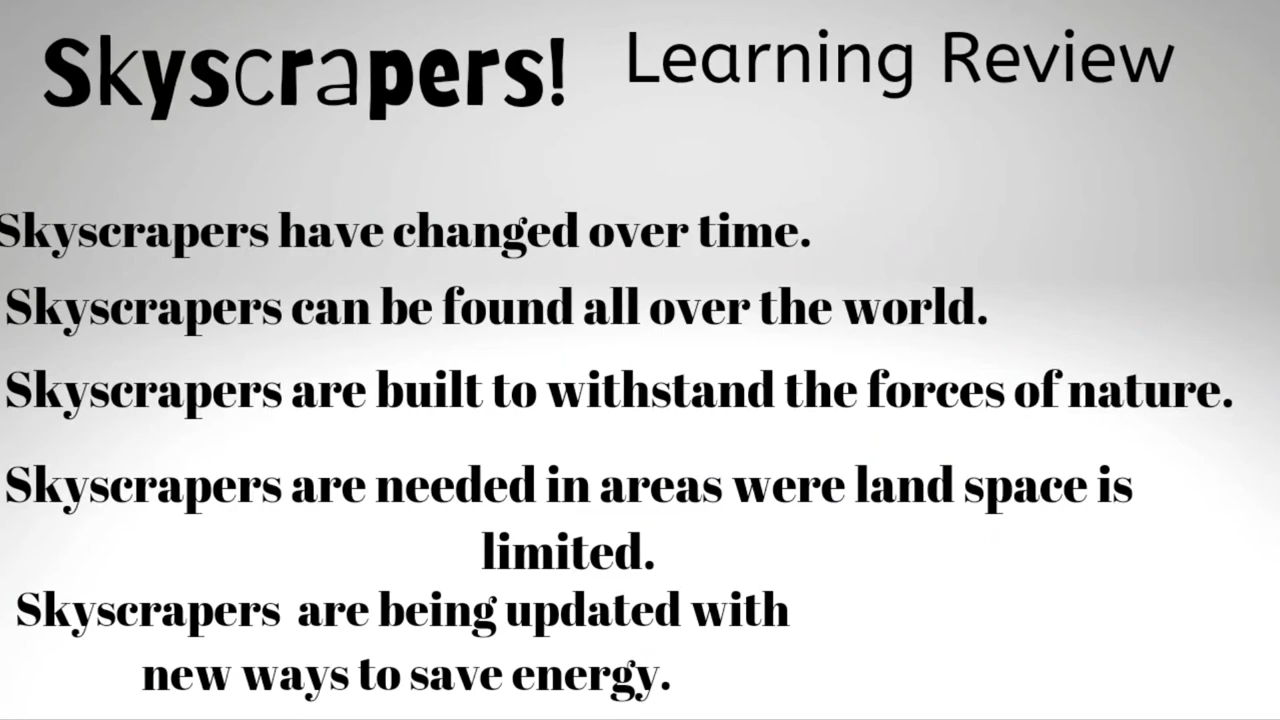 Skyscrapers! Learning Review
Skyscrapers have changed over time.
Skyscrapers can be found all over the world.
Skyscrapers are built to withstand the forces of nature.
Skyscrapers are needed in areas were land space is
limited.
Skyscrapers are being updated with
new ways to save energy.